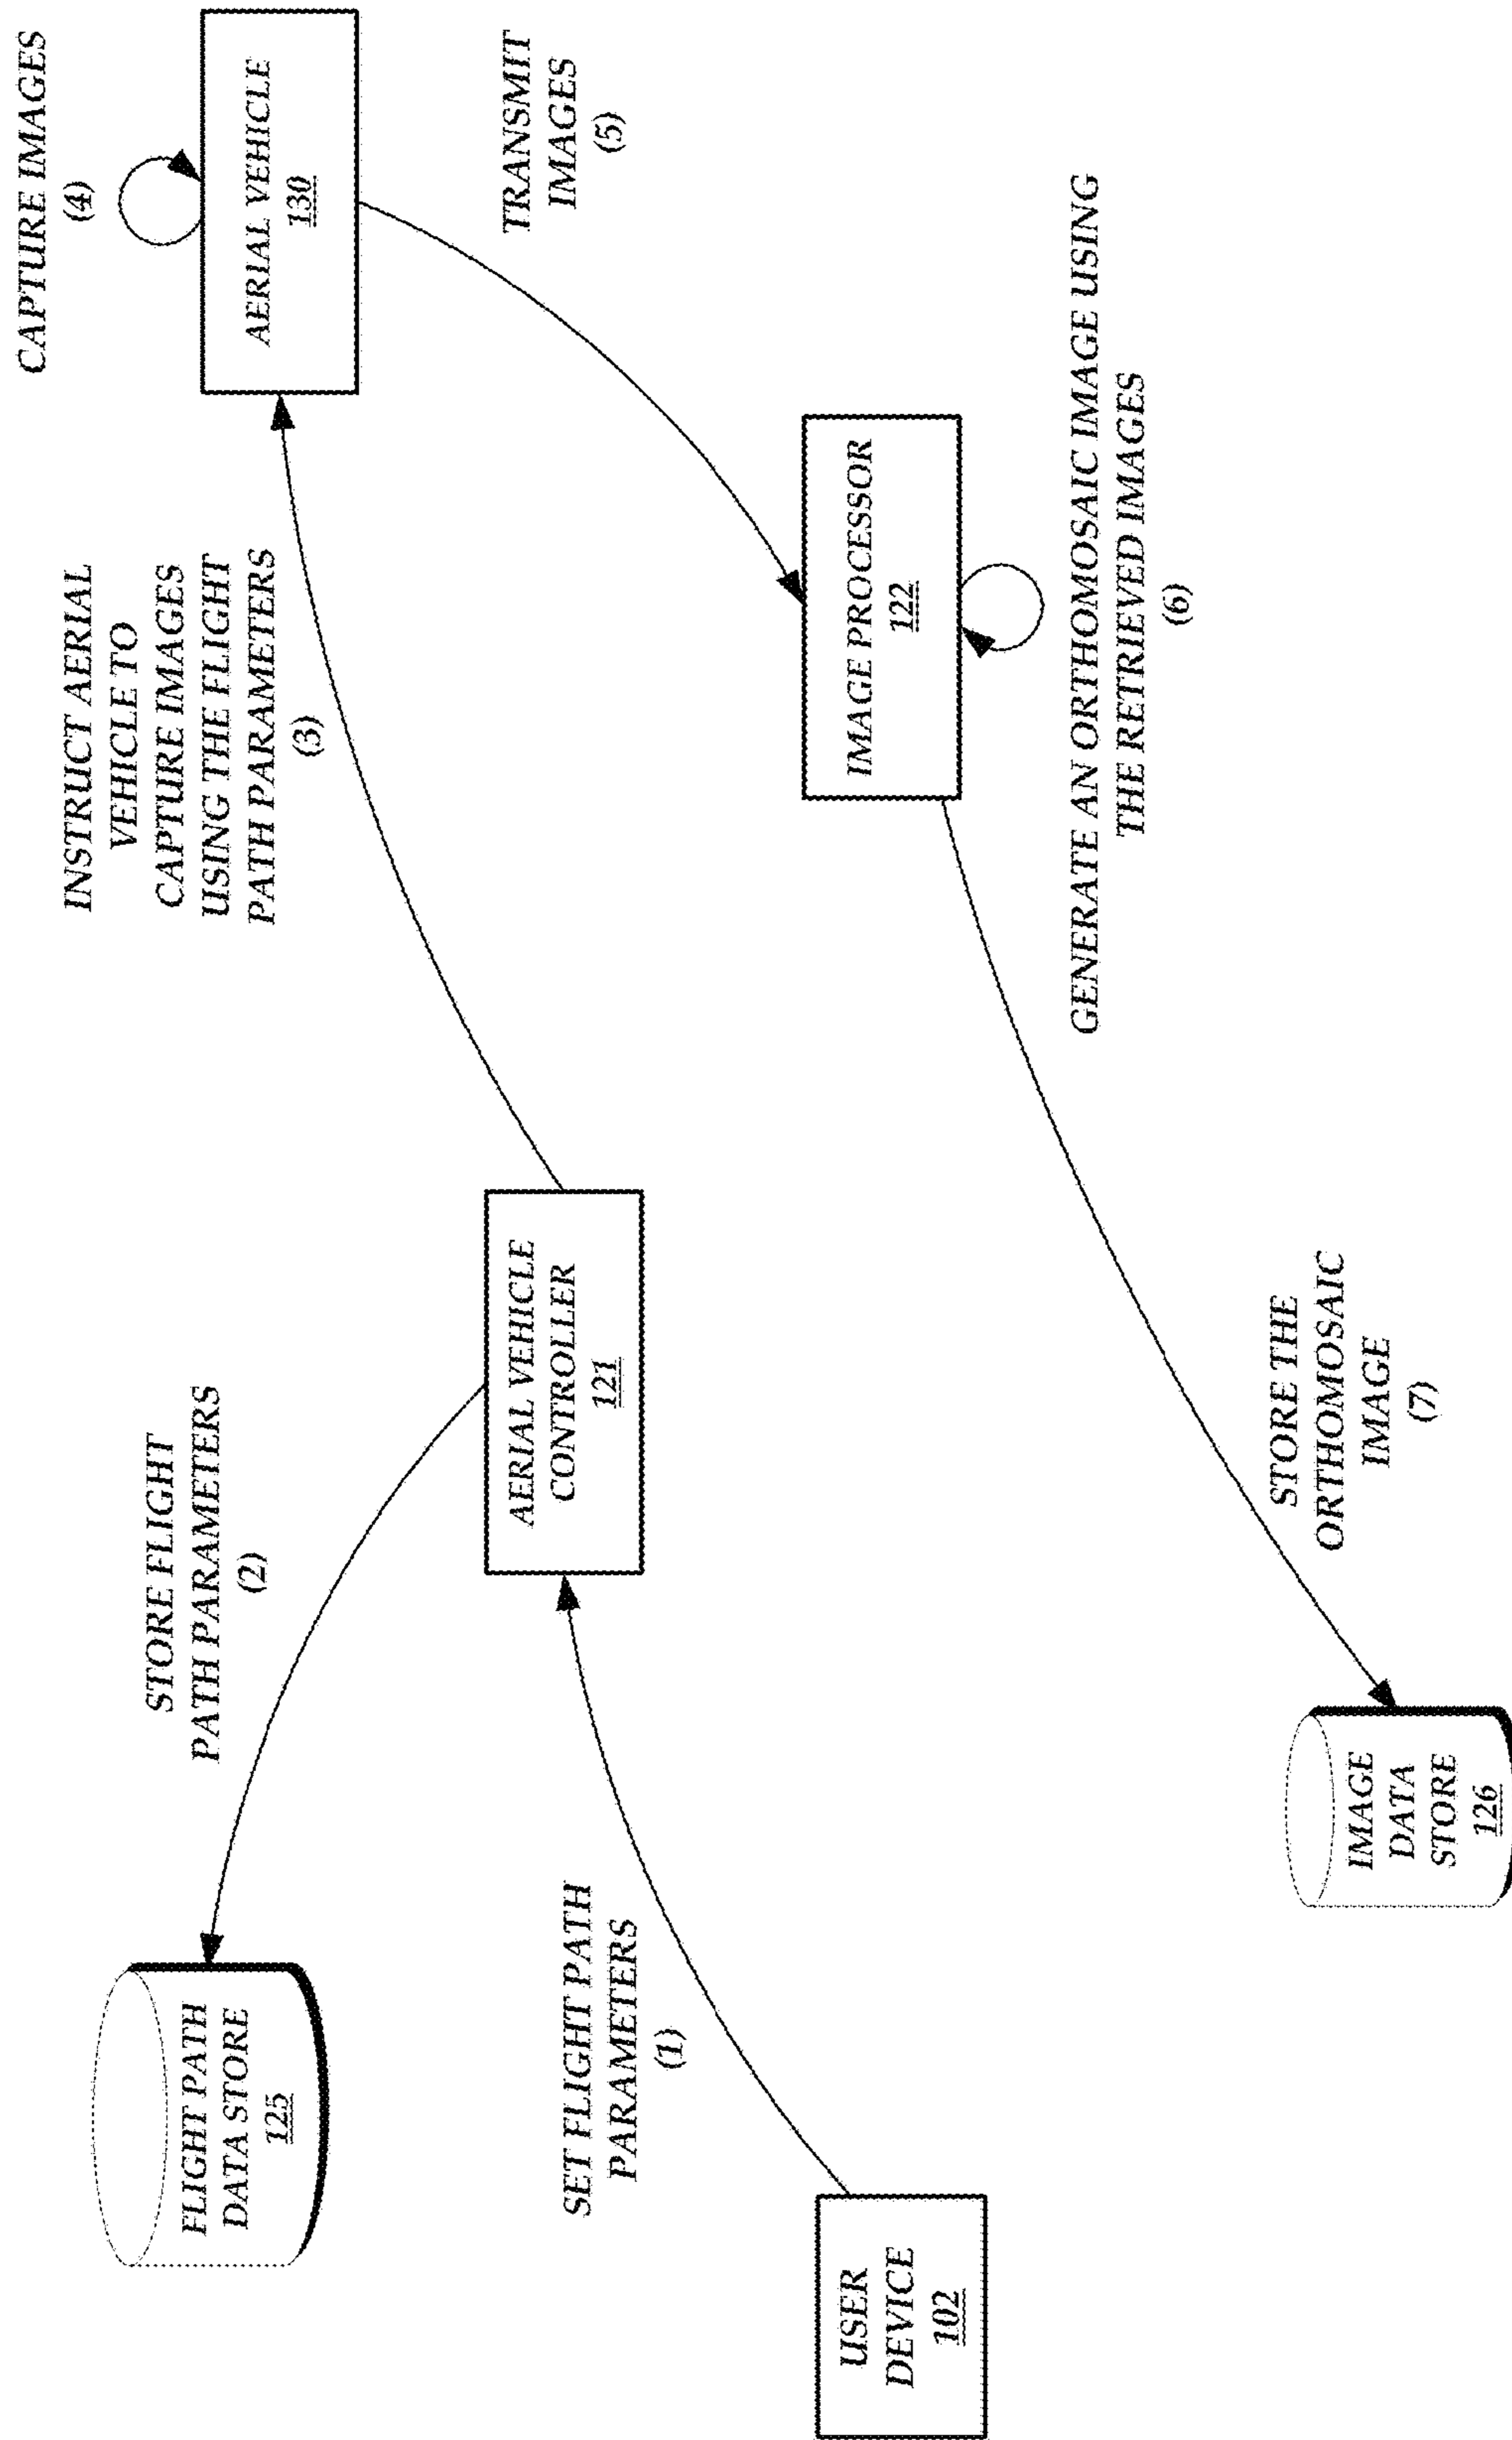 FLIGHT PATH
DATA STORE
125
STORE FLIGHT
PATH PARAMETERS
(2)
INSTRUCT AERIAL
VEHICLE TO
CAPTURE IMAGES
USING THE FLIGHT
PATH PARAMETERS
(3)
CAPTURE IMAGES
(4)
AERIAL VEHICLE
130
SET FLIGHT PATH
PARAMETERS
(1)
AERIAL VEHICLE
CONTROLLER
121
TRANSMIT
IMAGES
(5)
USER
DEVICE
102
IMAGE PROCESSOR
122
GENERATE AN ORTHOMOSAIC IMAGE USING
THE RETRIEVED IMAGES
(6)
STORE THE
ORTHOMOSAIC
IMAGE
(7)
IMAGE
DATA
STORE
126